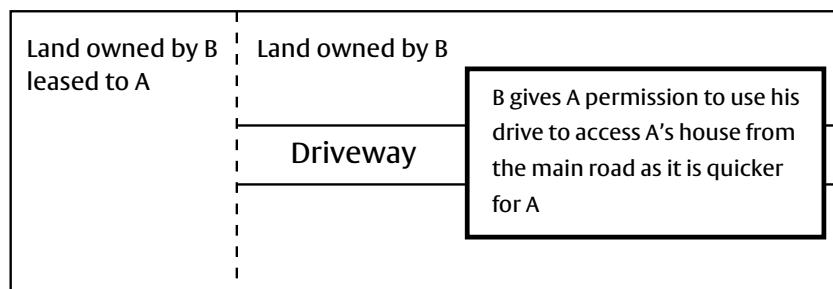 Land owned by B
leased to A
Land owned by B
Driveway
B gives A permission to use his
drive to access A’s house from
the main road as it is quicker
for A